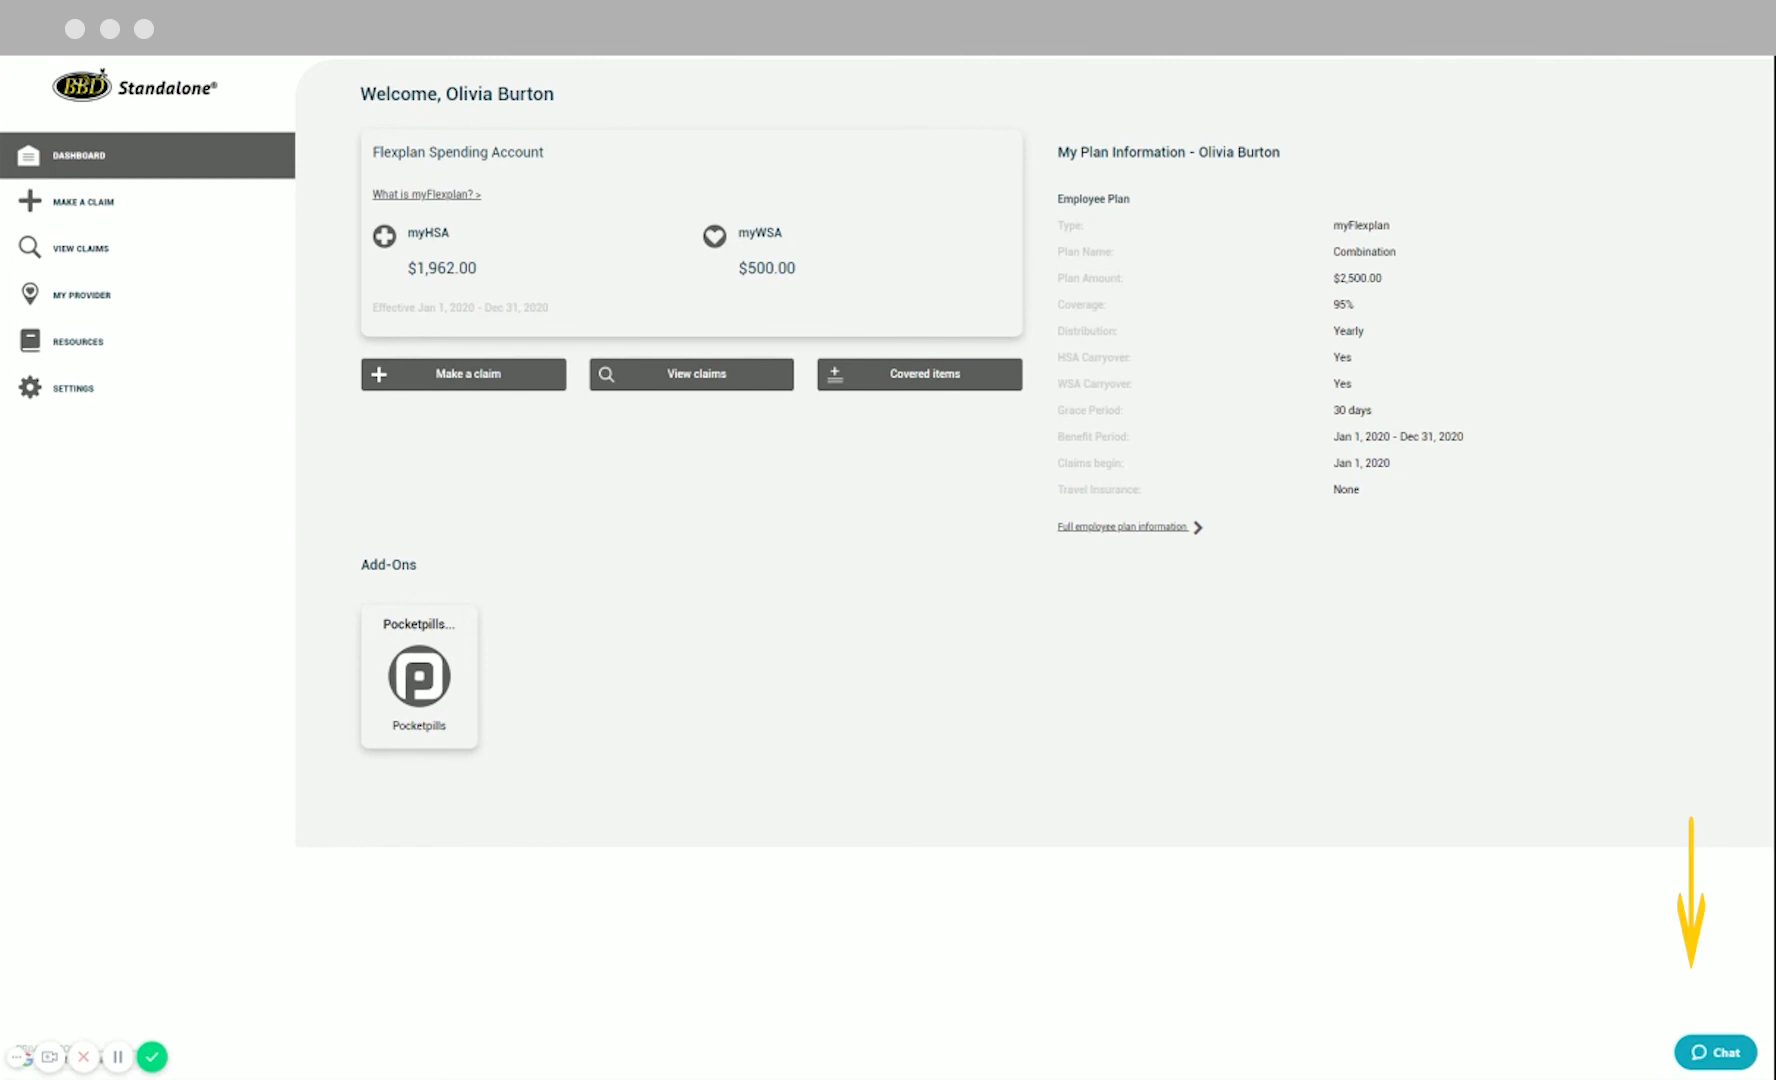 BBD Standalone®
DASHBOARD
MAKE A CLAIM
VIEW CLAIMS
MY PROVIDER
RESOURCES
SETTINGS
Welcome, Olivia Burton
Flexplan Spending Account
What is myFlexplan? >
myHSA
$1,962.00
myWSA
$500.00
Effective Jan 1, 2020 - Dec 31, 2020
Make a claim
View claims
Covered items
My Plan Information - Olivia Burton
Employee Plan
Type: myFlexplan
Plan Name: Combination
Plan Amount: $2,500.00
Coverage: 95%
Distribution: Yearly
HSA Carryover: Yes
WSA Carryover: Yes
Grace Period: 30 days
Benefit Period: Jan 1, 2020 - Dec 31, 2020
Claims begin: Jan 1, 2020
Travel Insurance: None
Full employee plan information
Add-Ons
Pocketpills...
P
Pocketpills
Chat